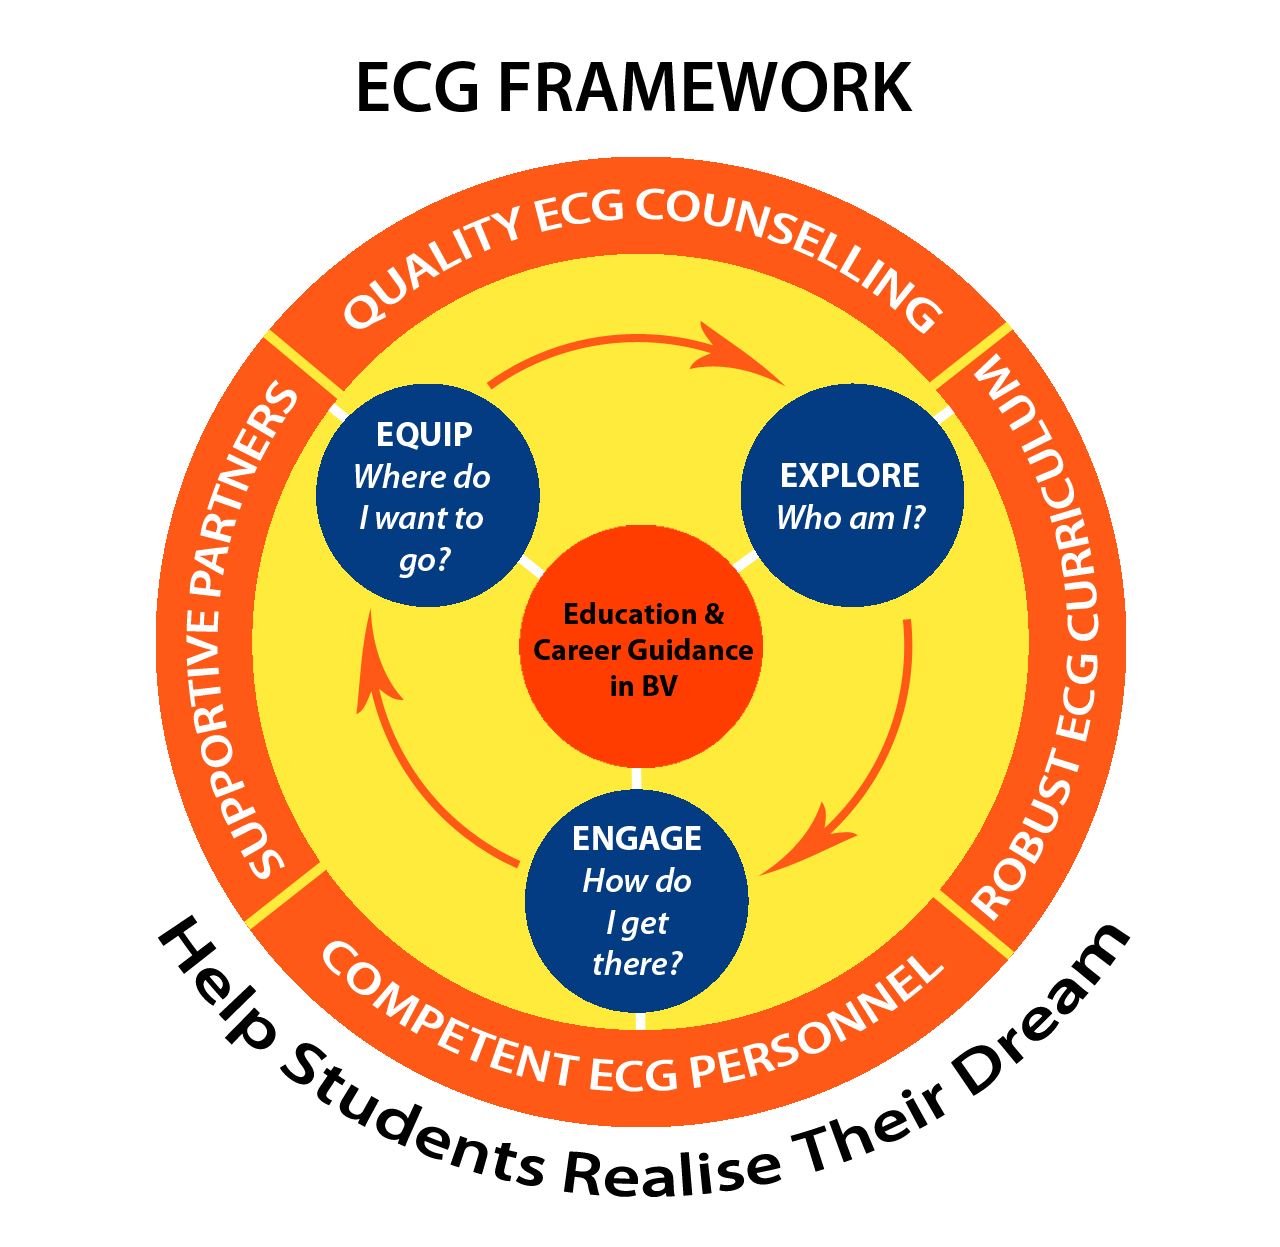 ECG FRAMEWORK
QUALITY ECG COUNSELLING
ROBUST ECG CURRICULUM
COMPETENT ECG PERSONNEL
SUPPORTIVE PARTNERS
EQUIP
Where do
I want to
go?
EXPLORE
Who am I?
Education &
Career Guidance
in BV
ENGAGE
How do
I get
there?
Help Students Realise Their Dream